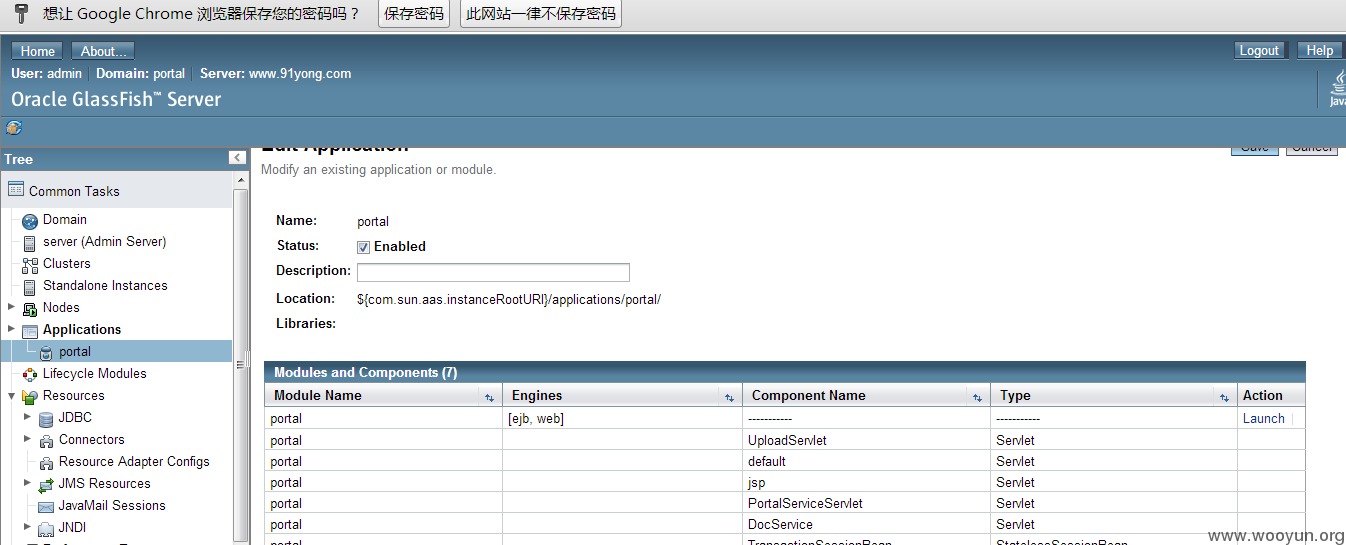 想让 Google Chrome 浏览器保存您的密码吗？ 保存密码 此网站一律不保存密码
Home About... Logout Help
User: admin Domain: portal Server: www.91yong.com
Oracle GlassFish™ Server
Java
Tree
Edit Application Save Cancel
Modify an existing application or module.
Common Tasks
Domain
server (Admin Server)
Clusters
Standalone Instances
Nodes
Applications
portal
Lifecycle Modules
Resources
JDBC
Connectors
Resource Adapter Configs
JMS Resources
JavaMail Sessions
JNDI
Name: portal
Status: Enabled
Description:
Location: ${com.sun.aas.instanceRootURI}/applications/portal/
Libraries:
Modules and Components (7)
Module Name Engines Component Name Type Action
portal [ejb, web] ----------- ----------- Launch
portal UploadServlet Servlet
portal default Servlet
portal jsp Servlet
portal PortalServiceServlet Servlet
portal DocService Servlet
portal TransactionSessionBean StatelessSessionBean
www.wooyun.org